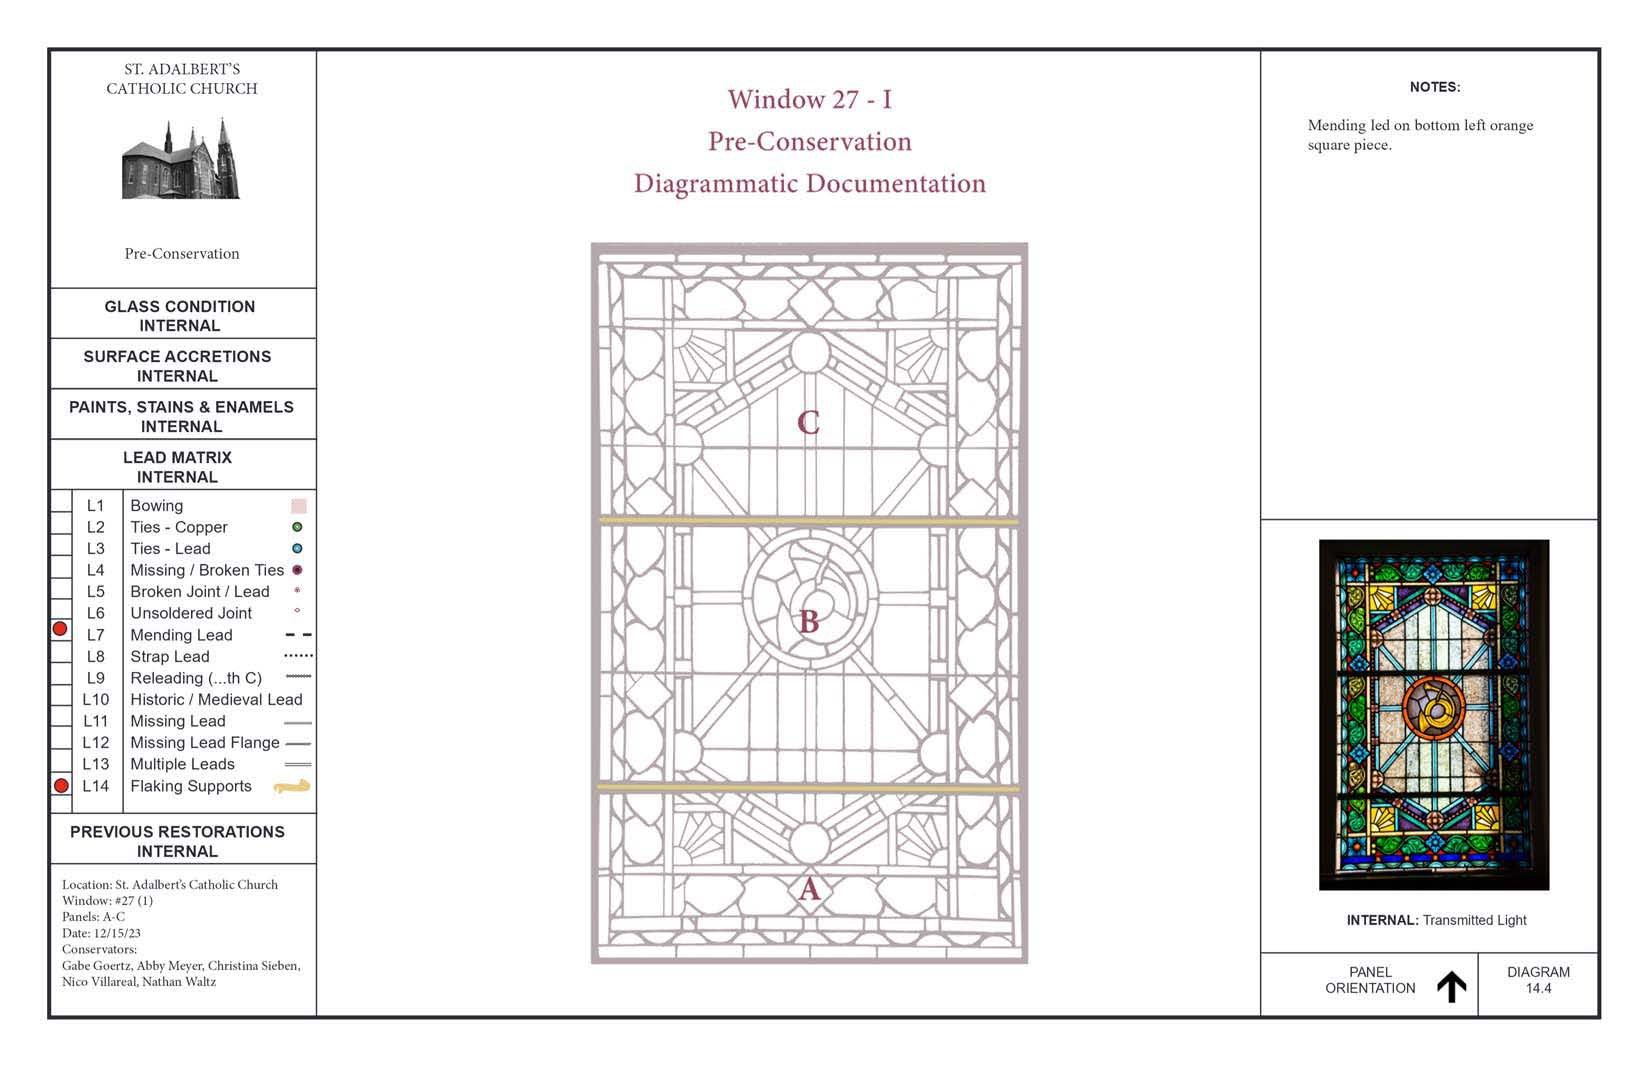 ST. ADALBERT'S
CATHOLIC CHURCH
Pre-Conservation
GLASS CONDITION
INTERNAL
SURFACE ACCRETIONS
INTERNAL
PAINTS, STAINS & ENAMELS
INTERNAL
LEAD MATRIX
INTERNAL
L1 Bowing
L2 Ties - Copper
L3 Ties - Lead
L4 Missing / Broken Ties
L5 Broken Joint / Lead
L6 Unsoldered Joint
L7 Mending Lead
L8 Strap Lead
L9 Releading (...th C)
L10 Historic / Medieval Lead
L11 Missing Lead
L12 Missing Lead Flange
L13 Multiple Leads
L14 Flaking Supports
PREVIOUS RESTORATIONS
INTERNAL
Location: St. Adalbert's Catholic Church
Window: #27 (1)
Panels: A-C
Date: 12/15/23
Conservators:
Gabe Goertz, Abby Meyer, Christina Sieben,
Nico Villareal, Nathan Waltz
Window 27 - I
Pre-Conservation
Diagrammatic Documentation
C
B
A
NOTES:
Mending led on bottom left orange
square piece.
INTERNAL: Transmitted Light
PANEL
ORIENTATION
DIAGRAM
14.4